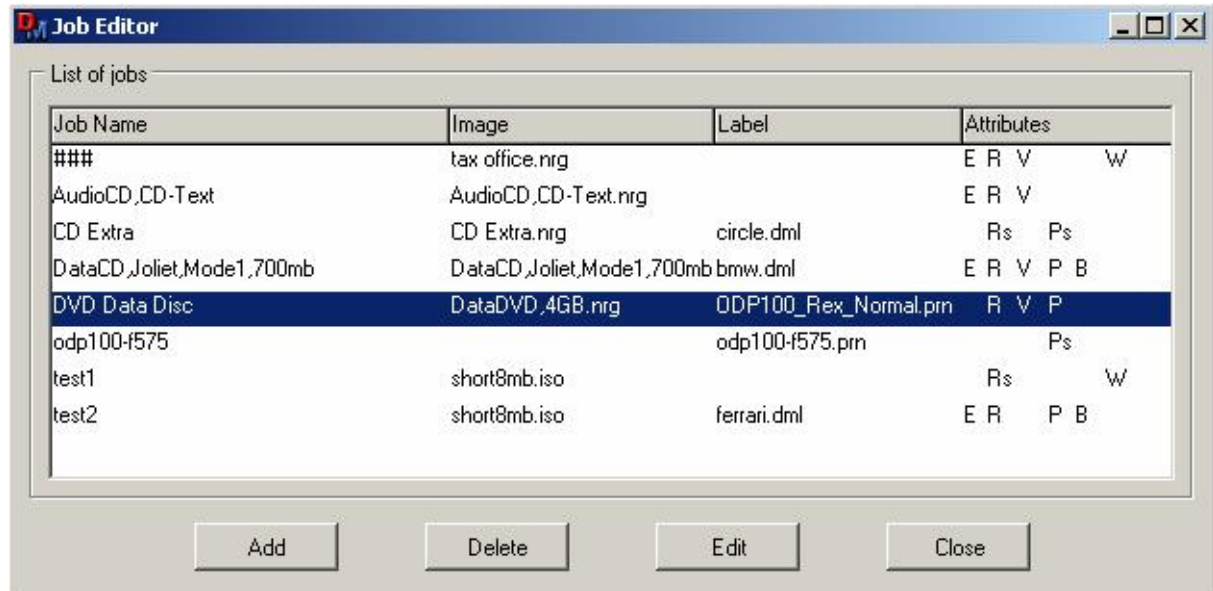 DM Job Editor
List of jobs
Job Name Image Label Attributes
### tax office.nrg E R V W
AudioCD,CD-Text AudioCD,CD-Text.nrg E R V
CD Extra CD Extra.nrg circle.dml Rs Ps
DataCD,Joliet,Mode1,700mb DataCD,Joliet,Mode1,700mb bmw.dml E R V P B
DVD Data Disc DataDVD,4GB.nrg ODP100_Rex_Normal.prn R V P
odp100-f575 odp100-f575.prn Ps
test1 short8mb.iso Rs W
test2 short8mb.iso ferrari.dml E R P B
Add Delete Edit Close